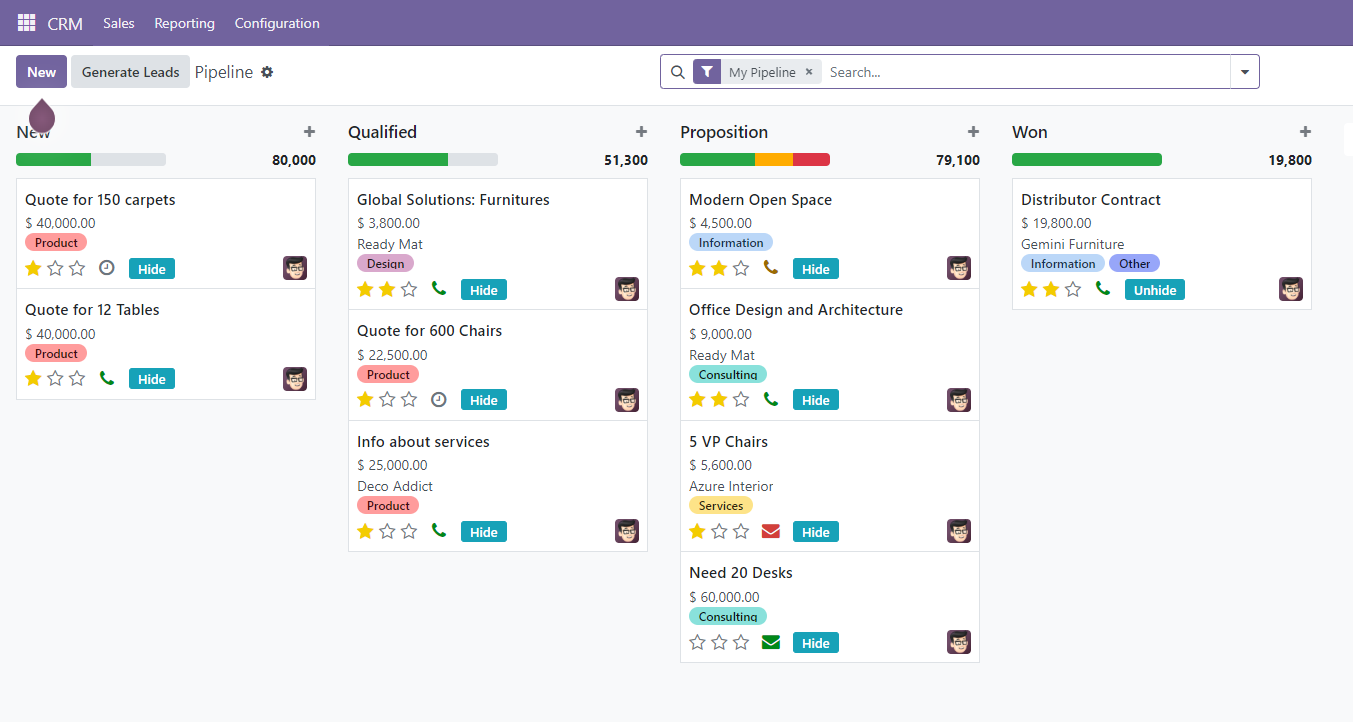 CRM Sales Reporting Configuration
New Generate Leads Pipeline My Pipeline × Search...
New
80,000
Quote for 150 carpets
$ 40,000.00
Product
Hide
Quote for 12 Tables
$ 40,000.00
Product
Hide
Qualified
51,300
Global Solutions: Furnitures
$ 3,800.00
Ready Mat
Design
Hide
Quote for 600 Chairs
$ 22,500.00
Product
Hide
Info about services
$ 25,000.00
Deco Addict
Product
Hide
Proposition
79,100
Modern Open Space
$ 4,500.00
Information
Hide
Office Design and Architecture
$ 9,000.00
Ready Mat
Consulting
Hide
5 VP Chairs
$ 5,600.00
Azure Interior
Services
Hide
Need 20 Desks
$ 60,000.00
Consulting
Hide
Won
19,800
Distributor Contract
$ 19,800.00
Gemini Furniture
Information Other
Unhide